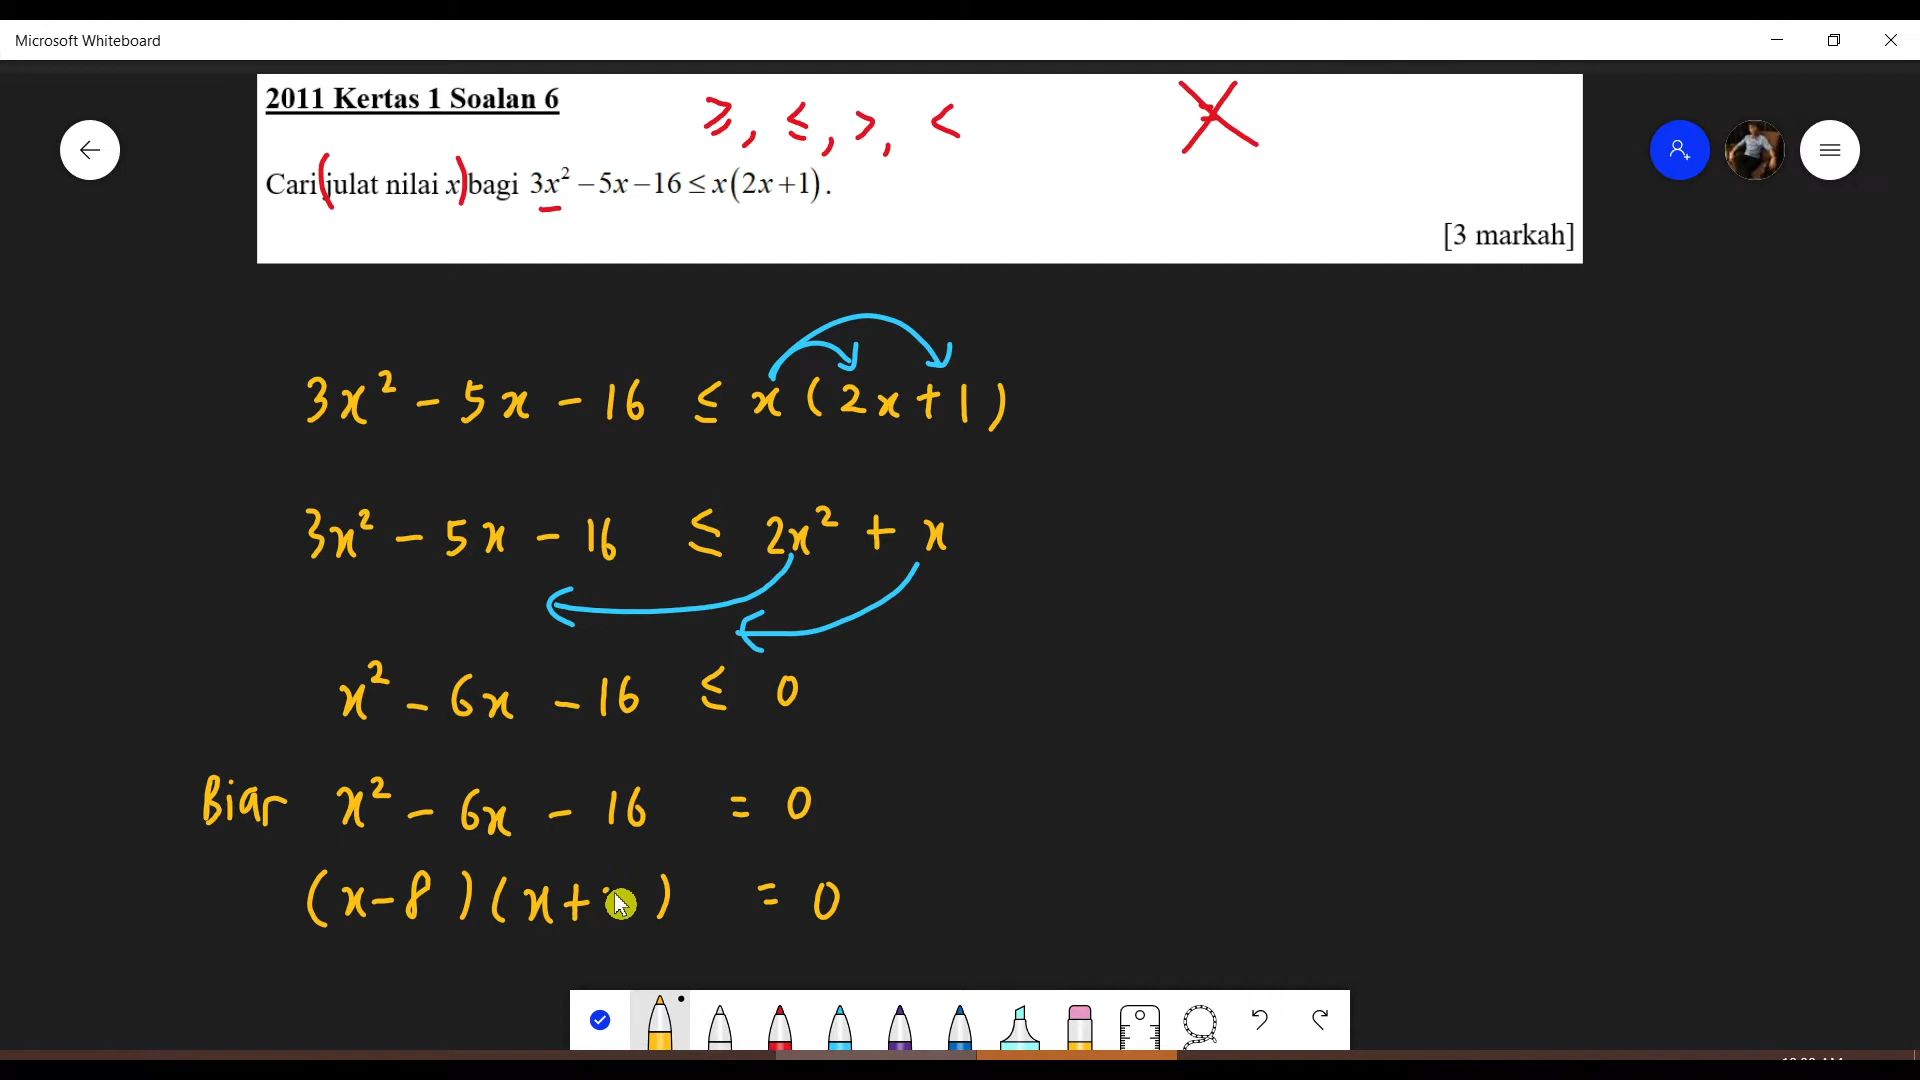 Microsoft Whiteboard
2011 Kertas 1 Soalan 6
≥, ≤, >, <
Cari (julat nilai x) bagi 3x² − 5x − 16 ≤ x(2x + 1).
[3 markah]
3x² − 5x − 16 ≤ x(2x + 1)
3x² − 5x − 16 ≤ 2x² + x
x² − 6x − 16 ≤ 0
Biar x² − 6x − 16 = 0
(x − 8)(x + ) = 0